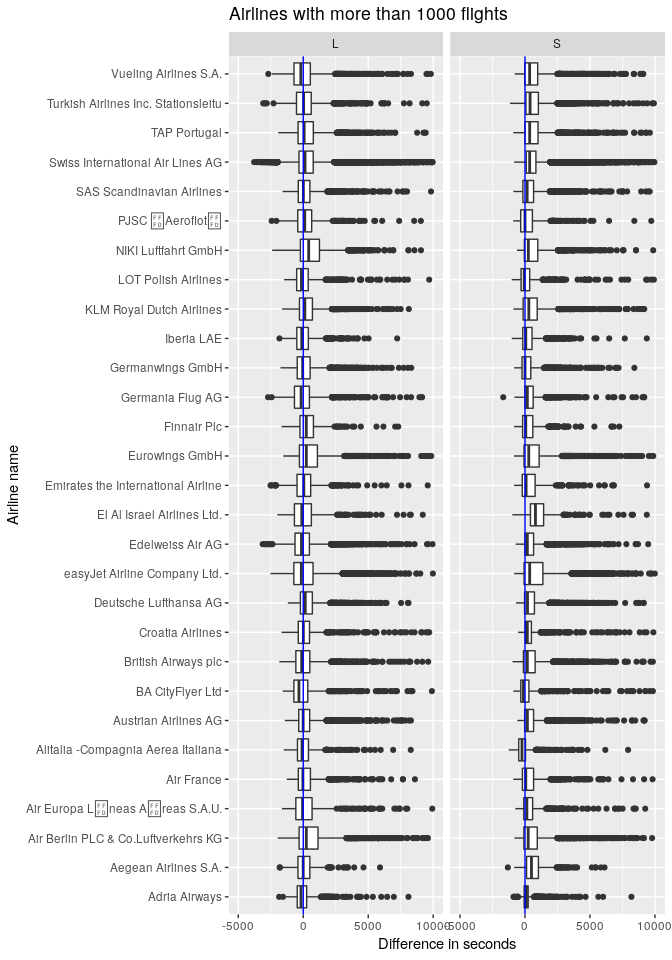 Airlines with more than 1000 flights
L
S
Vueling Airlines S.A.
Turkish Airlines Inc. Stationsleitu
TAP Portugal
Swiss International Air Lines AG
SAS Scandinavian Airlines
PJSC �Aeroflot�
NIKI Luftfahrt GmbH
LOT Polish Airlines
KLM Royal Dutch Airlines
Iberia LAE
Germanwings GmbH
Germania Flug AG
Finnair Plc
Eurowings GmbH
Emirates the International Airline
El Al Israel Airlines Ltd.
Edelweiss Air AG
easyJet Airline Company Ltd.
Deutsche Lufthansa AG
Croatia Airlines
British Airways plc
BA CityFlyer Ltd
Austrian Airlines AG
Alitalia -Compagnia Aerea Italiana
Air France
Air Europa L�neas A�reas S.A.U.
Air Berlin PLC & Co.Luftverkehrs KG
Aegean Airlines S.A.
Adria Airways
Airline name
-5000 0 5000 10000 -5000 0 5000 10000
Difference in seconds